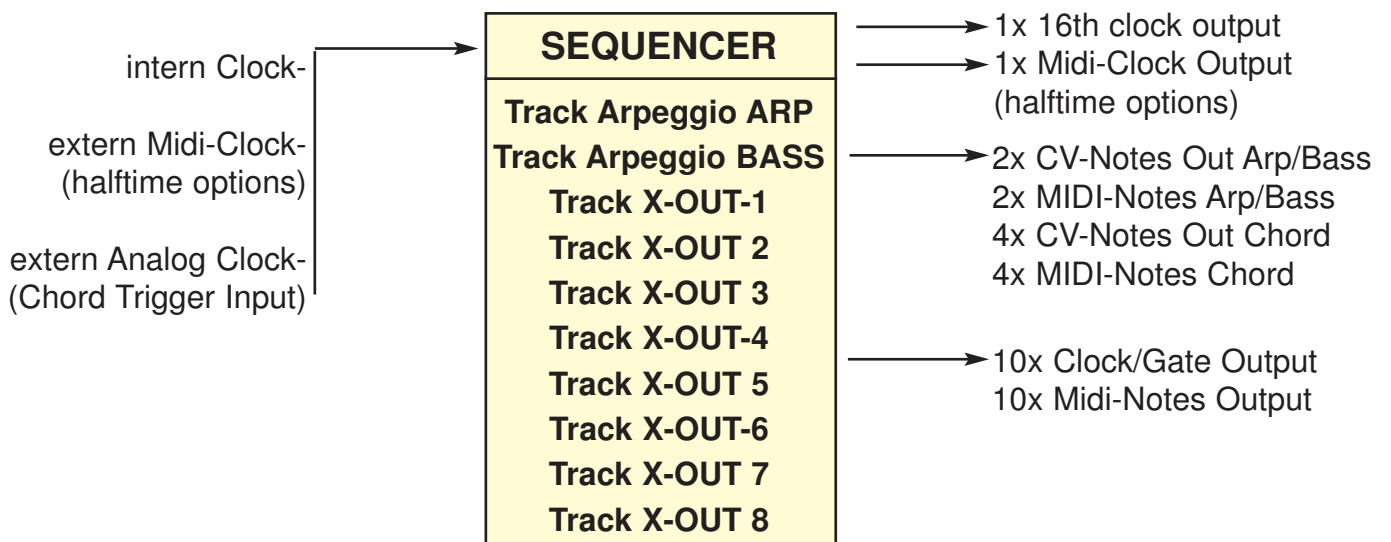 intern Clock-
extern Midi-Clock-
(halftime options)
extern Analog Clock-
(Chord Trigger Input)
SEQUENCER
Track Arpeggio ARP
Track Arpeggio BASS
Track X-OUT-1
Track X-OUT 2
Track X-OUT 3
Track X-OUT-4
Track X-OUT 5
Track X-OUT-6
Track X-OUT 7
Track X-OUT 8
1x 16th clock output
1x Midi-Clock Output
(halftime options)
2x CV-Notes Out Arp/Bass
2x MIDI-Notes Arp/Bass
4x CV-Notes Out Chord
4x MIDI-Notes Chord
10x Clock/Gate Output
10x Midi-Notes Output